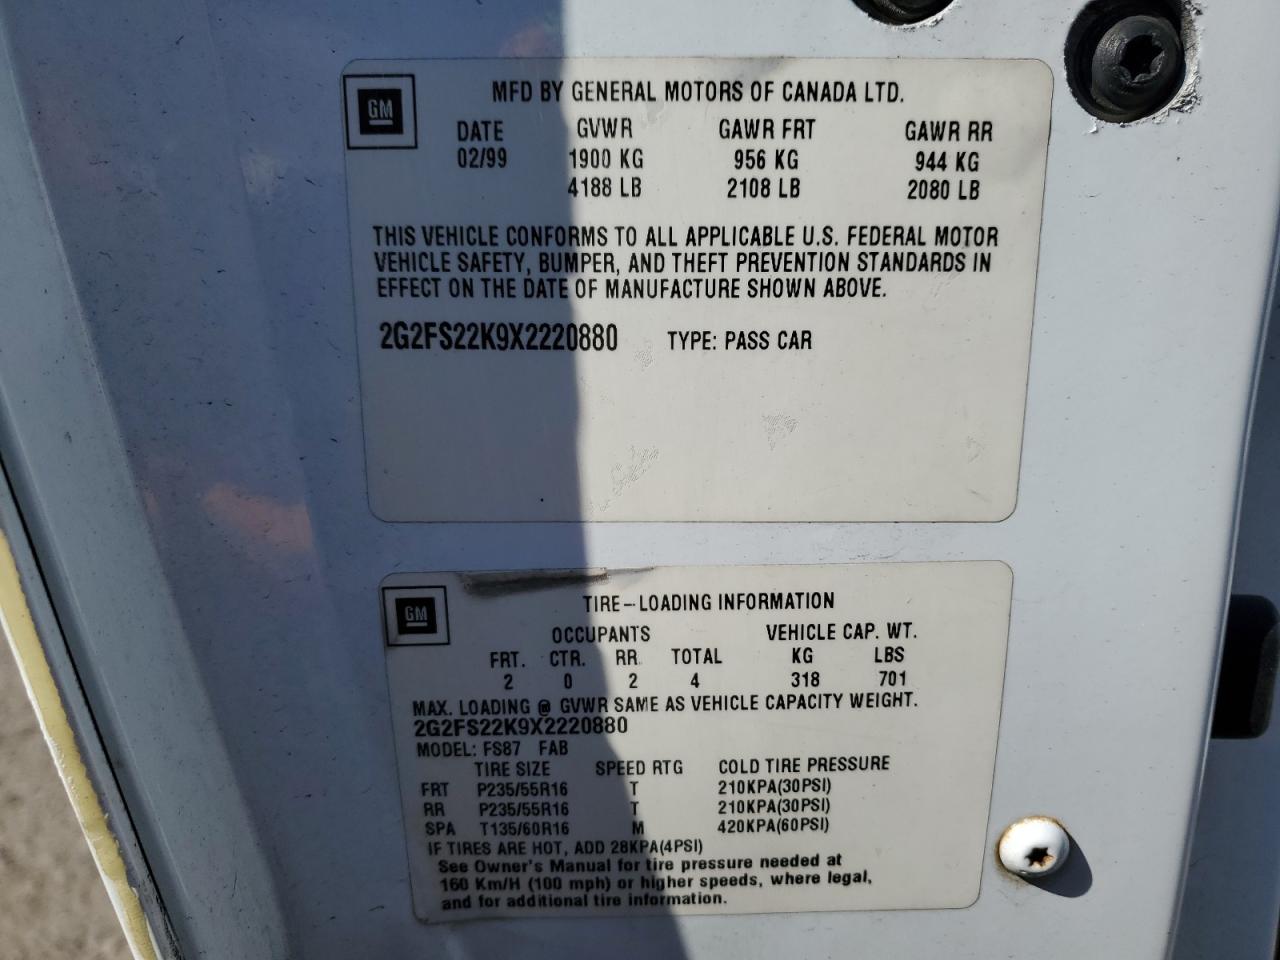 GM
MFD BY GENERAL MOTORS OF CANADA LTD.
DATE GVWR GAWR FRT GAWR RR
02/99 1900 KG 956 KG 944 KG
4188 LB 2108 LB 2080 LB
THIS VEHICLE CONFORMS TO ALL APPLICABLE U.S. FEDERAL MOTOR
VEHICLE SAFETY, BUMPER, AND THEFT PREVENTION STANDARDS IN
EFFECT ON THE DATE OF MANUFACTURE SHOWN ABOVE.
2G2FS22K9X2220880 TYPE: PASS CAR
GM
TIRE-LOADING INFORMATION
OCCUPANTS VEHICLE CAP. WT.
FRT. CTR. RR. TOTAL KG LBS
2 0 2 4 318 701
MAX. LOADING @ GVWR SAME AS VEHICLE CAPACITY WEIGHT.
2G2FS22K9X2220880
MODEL: FS87 FAB
TIRE SIZE SPEED RTG COLD TIRE PRESSURE
FRT P235/55R16 T 210KPA(30PSI)
RR P235/55R16 T 210KPA(30PSI)
SPA T135/60R16 M 420KPA(60PSI)
IF TIRES ARE HOT, ADD 28KPA(4PSI)
See Owner's Manual for tire pressure needed at
160 Km/H (100 mph) or higher speeds, where legal,
and for additional tire information.